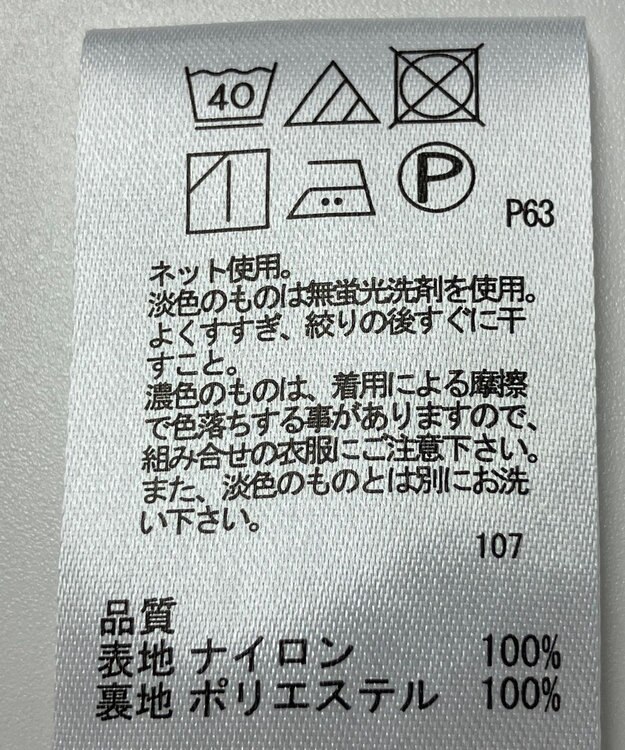 40
P
P63
ネット使用。
淡色のものは無蛍光洗剤を使用。
よくすすぎ、絞りの後すぐに干
すこと。
濃色のものは、着用による摩擦
で色落ちする事がありますので、
組み合せの衣服にご注意下さい。
また、淡色のものとは別にお洗
い下さい。
107
品質
表地 ナイロン 100%
裏地 ポリエステル 100%